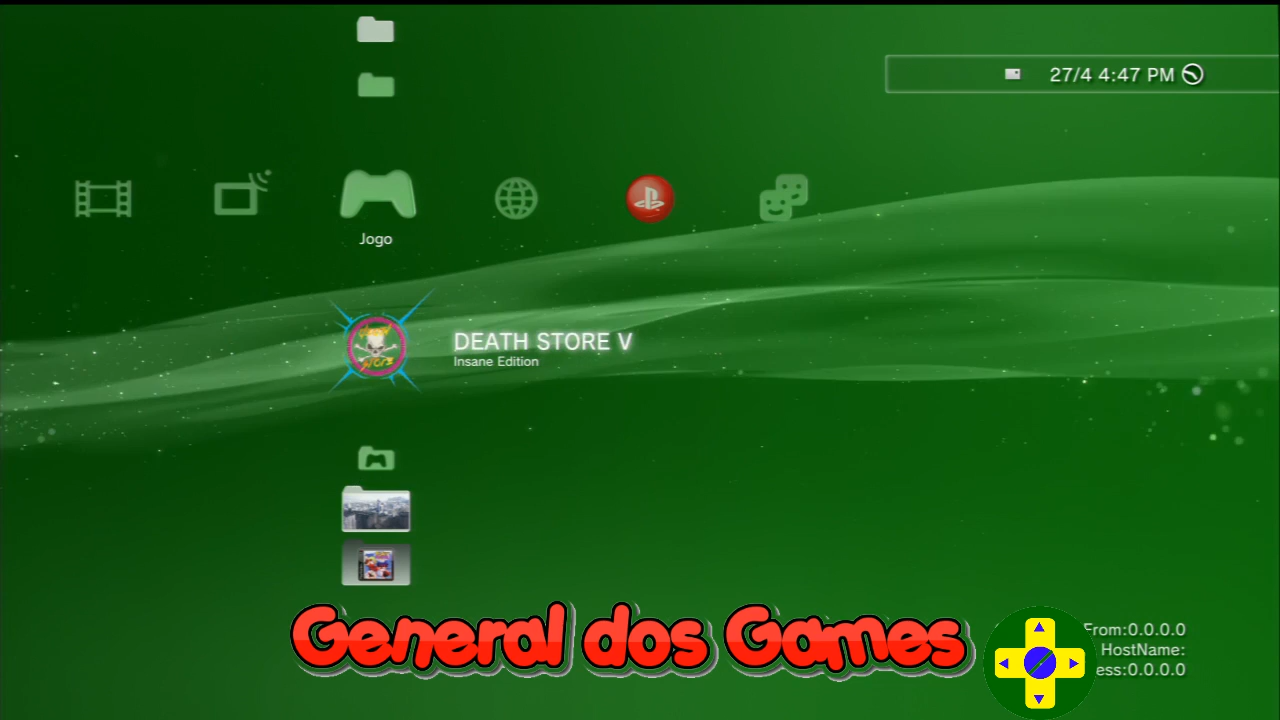 27/4 4:47 PM
Jogo
DEATH STORE V
Insane Edition
General dos Games
From:0.0.0.0
HostName:
ess:0.0.0.0